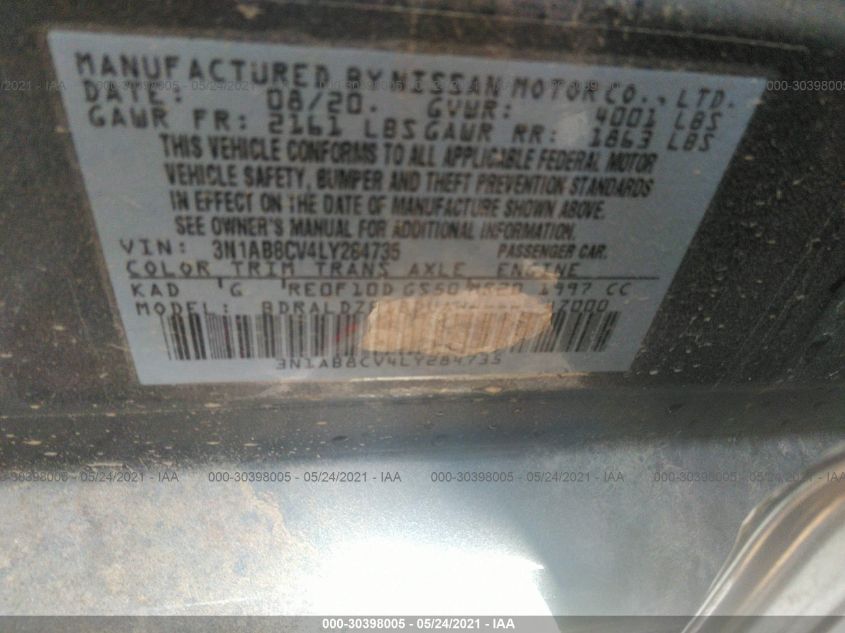 MANUFACTURED BY NISSAN MOTOR CO., LTD.
DATE: 08/20. GVWR: 4001 LBS
GAWR FR: 2161 LBS GAWR RR: 1863 LBS
THIS VEHICLE CONFORMS TO ALL APPLICABLE FEDERAL MOTOR
VEHICLE SAFETY, BUMPER AND THEFT PREVENTION STANDARDS
IN EFFECT ON THE DATE OF MANUFACTURE SHOWN ABOVE.
SEE OWNER'S MANUAL FOR ADDITIONAL INFORMATION.
VIN: 3N1AB8CV4LY284735 PASSENGER CAR.
COLOR TRIM TRANS AXLE ENGINE
KAD G RE0F10D GS50 1997 CC
MODEL:
3N1AB8CV4LY284735
000-30398005 - 05/24/2021 - IAA